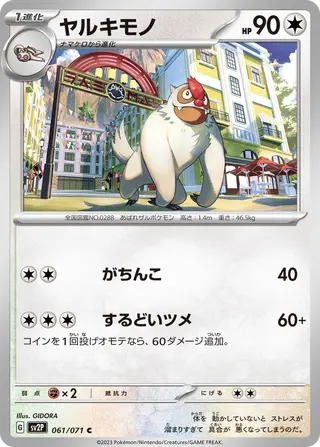 1進化
ヤルキモノ
HP90
ナマケロから進化
全国図鑑NO.0288 あばれザルポケモン 高さ:1.4m 重さ:46.5kg
がちんこ 40
するどいツメ 60+
コインを1回投げオモテなら、60ダメージ追加。
弱点 ×2 抵抗力 にげる
Illus. GIDORA
G SV2P 061/071 C
体を 動かしていないと ストレスが
溜まりすぎて 具合が 悪くなってしまうのだ。
©2023 Pokémon/Nintendo/Creatures/GAME FREAK.